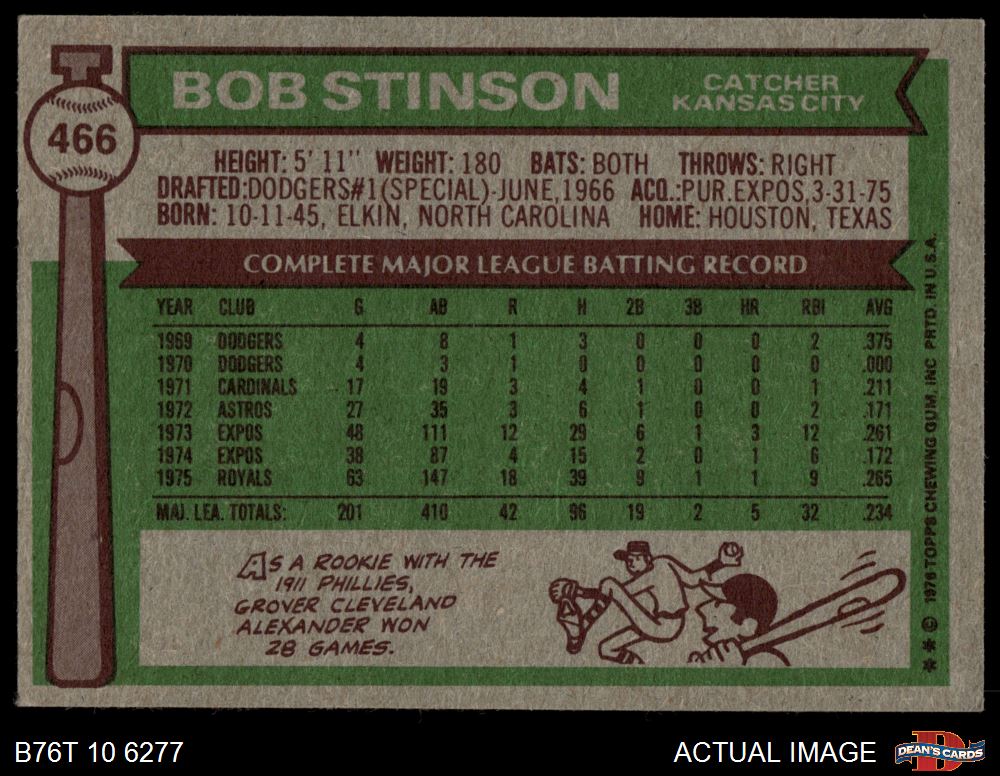 BOB STINSON
CATCHER
KANSAS CITY
466
HEIGHT: 5' 11" WEIGHT: 180 BATS: BOTH THROWS: RIGHT
DRAFTED:DODGERS#1(SPECIAL)-JUNE,1966 ACQ.:PUR.EXPOS,3-31-75
BORN: 10-11-45, ELKIN, NORTH CAROLINA HOME: HOUSTON, TEXAS
COMPLETE MAJOR LEAGUE BATTING RECORD
YEAR CLUB G AB R H 2B 3B HR RBI AVG
1969 DODGERS 4 8 1 3 0 0 0 2 .375
1970 DODGERS 4 3 1 0 0 0 0 0 .000
1971 CARDINALS 17 19 3 4 1 0 0 1 .211
1972 ASTROS 27 35 3 6 1 0 0 2 .171
1973 EXPOS 48 111 12 29 6 1 3 12 .261
1974 EXPOS 38 87 4 15 2 0 1 6 .172
1975 ROYALS 63 147 18 39 9 1 1 9 .265
MAJ. LEA. TOTALS: 201 410 42 96 19 2 5 32 .234
AS A ROOKIE WITH THE
1911 PHILLIES,
GROVER CLEVELAND
ALEXANDER WON
28 GAMES.
** © 1976 TOPPS CHEWING GUM, INC PRTD. IN U.S.A.
B76T 10 6277
ACTUAL IMAGE
DEAN'S CARDS